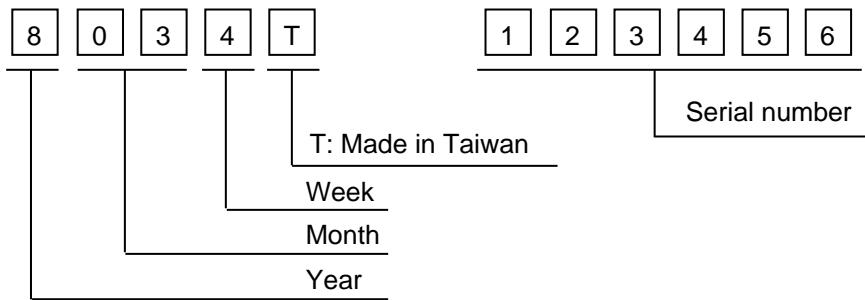 8 0 3 4 T 1 2 3 4 5 6
Serial number
T: Made in Taiwan
Week
Month
Year